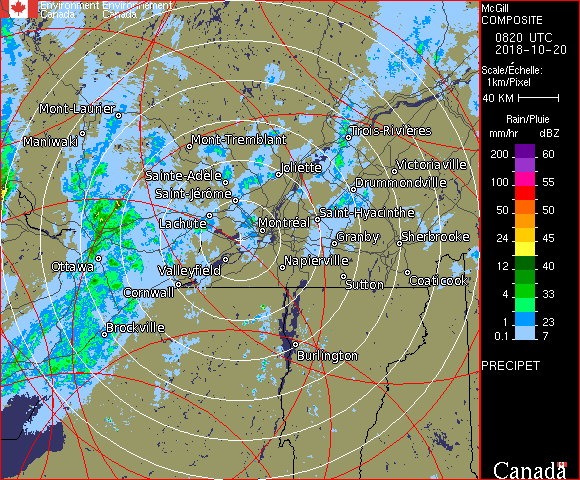 Environment Environnement
Canada Canada
McGill
COMPOSITE
0820 UTC
2018-10-20
Scale/Échelle:
1km/Pixel
40 KM
Rain/Pluie
mm/hr dBZ
200 60
100 55
50 50
24 45
12 40
4 33
1 23
0.1 7
PRECIPET
Canada
Mont-Laurier
Maniwaki
Mont-Tremblant
Trois-Rivières
Joliette
Victoriaville
Sainte-Adèle
Drummondville
Saint-Jérôme
Saint-Hyacinthe
Lachute
Montréal
Granby
Sherbrooke
Ottawa
Valleyfield
Napierville
Cornwall
Sutton
Coaticook
Brockville
Burlington